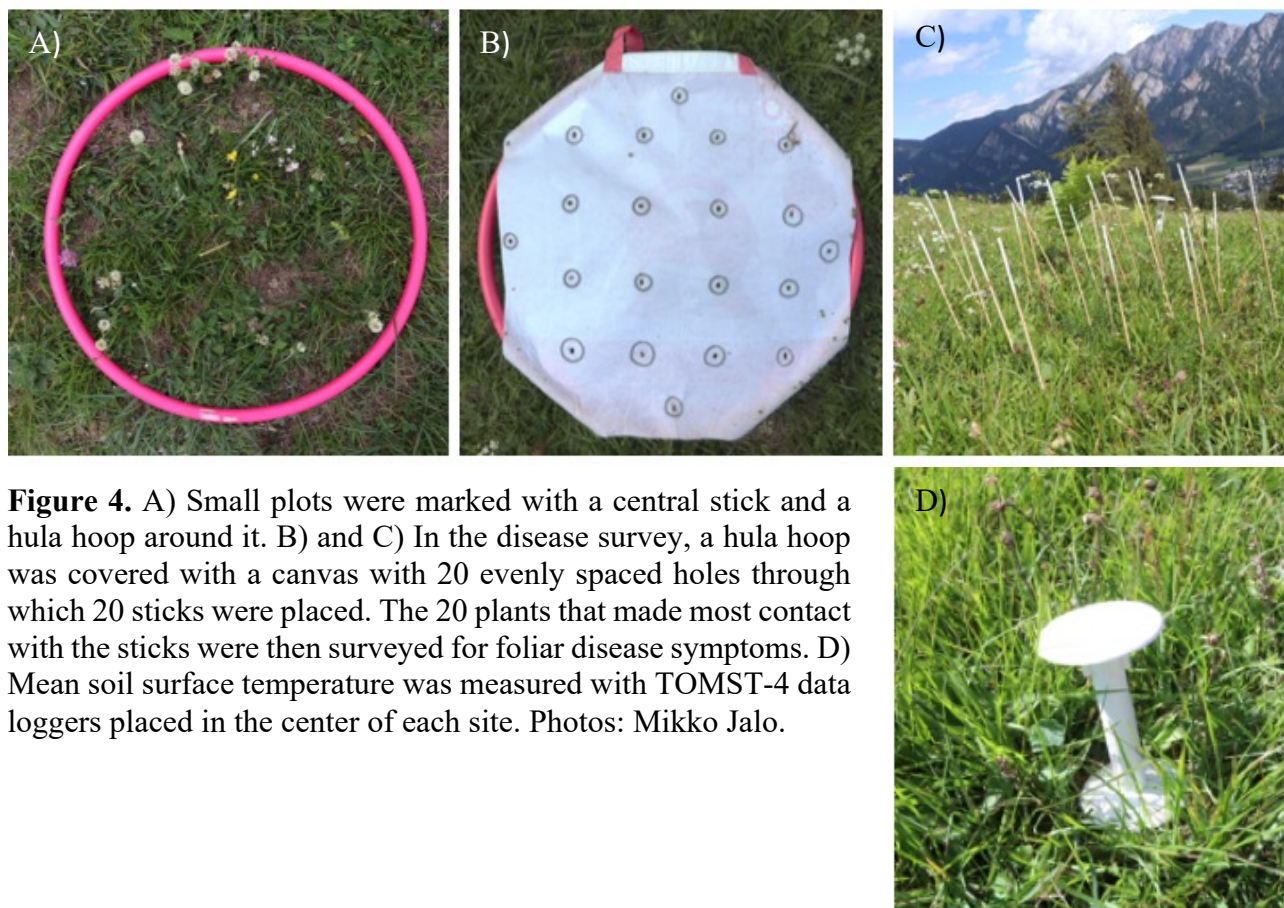 A)
B)
C)
Figure 4. A) Small plots were marked with a central stick and a
hula hoop around it. B) and C) In the disease survey, a hula hoop
was covered with a canvas with 20 evenly spaced holes through
which 20 sticks were placed. The 20 plants that made most contact
with the sticks were then surveyed for foliar disease symptoms. D)
Mean soil surface temperature was measured with TOMST-4 data
loggers placed in the center of each site. Photos: Mikko Jalo.
D)